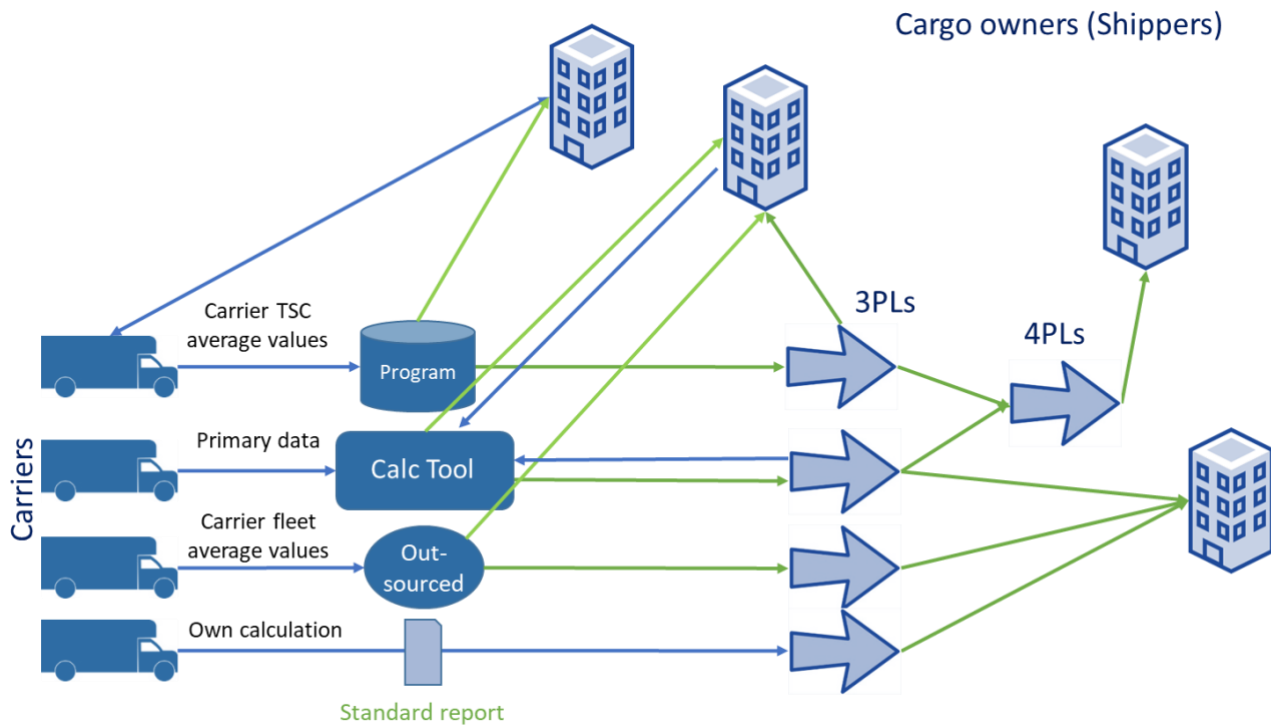 Cargo owners (Shippers)
3PLs
4PLs
Carriers
Carrier TSC
average values
Program
Primary data
Calc Tool
Carrier fleet
average values
Out-
sourced
Own calculation
Standard report